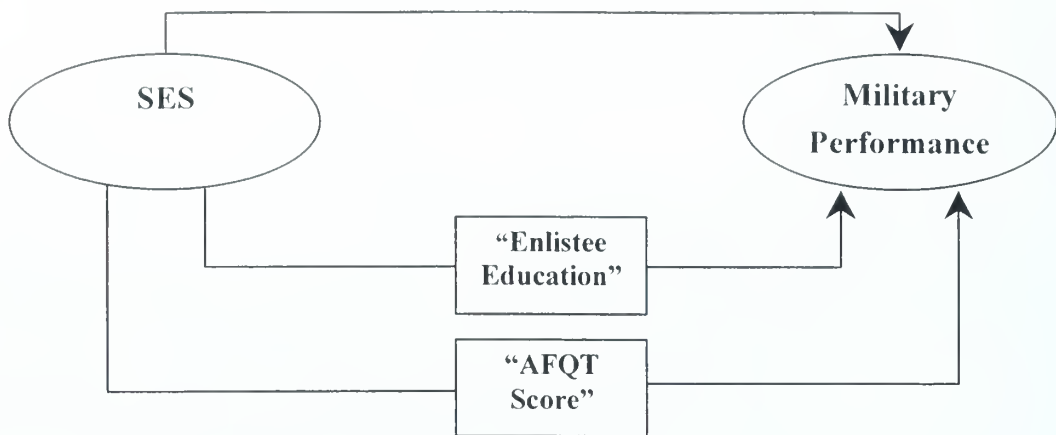 SES
Military
Performance
“Enlistee
Education”
“AFQT
Score”